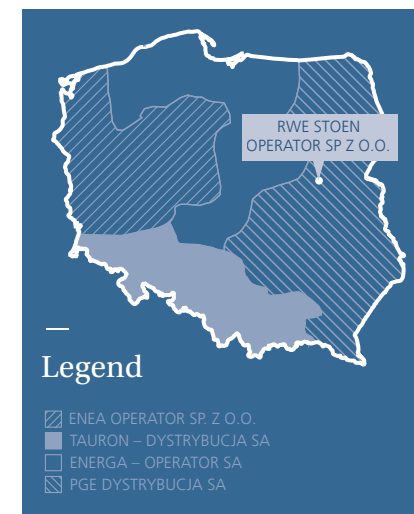 RWE STOEN
OPERATOR SP Z O.O.
Legend
ENEA OPERATOR SP. Z O.O.
TAURON – DYSTRYBUCJA SA
ENERGA – OPERATOR SA
PGE DYSTRYBUCJA SA